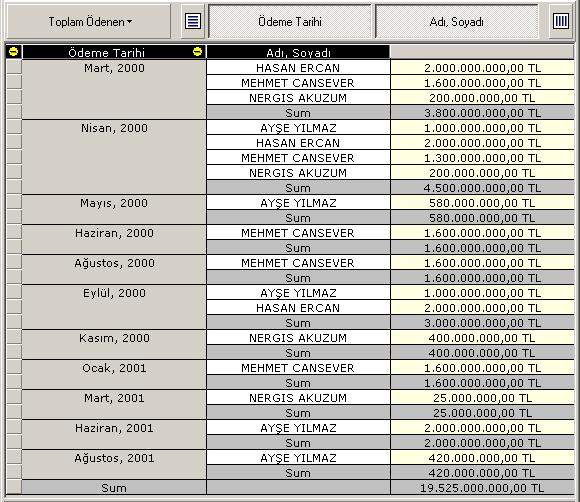 Toplam Ödenen Ödeme Tarihi Adı, Soyadı
Ödeme Tarihi Adı, Soyadı
Mart, 2000 HASAN ERCAN 2.000.000.000,00 TL
MEHMET CANSEVER 1.600.000.000,00 TL
NERGIS AKUZUM 200.000.000,00 TL
Sum 3.800.000.000,00 TL
Nisan, 2000 AYŞE YILMAZ 1.000.000.000,00 TL
HASAN ERCAN 2.000.000.000,00 TL
MEHMET CANSEVER 1.300.000.000,00 TL
NERGIS AKUZUM 200.000.000,00 TL
Sum 4.500.000.000,00 TL
Mayıs, 2000 AYŞE YILMAZ 580.000.000,00 TL
Sum 580.000.000,00 TL
Haziran, 2000 MEHMET CANSEVER 1.600.000.000,00 TL
Sum 1.600.000.000,00 TL
Ağustos, 2000 MEHMET CANSEVER 1.600.000.000,00 TL
Sum 1.600.000.000,00 TL
Eylül, 2000 AYŞE YILMAZ 1.000.000.000,00 TL
HASAN ERCAN 2.000.000.000,00 TL
Sum 3.000.000.000,00 TL
Kasım, 2000 NERGIS AKUZUM 400.000.000,00 TL
Sum 400.000.000,00 TL
Ocak, 2001 MEHMET CANSEVER 1.600.000.000,00 TL
Sum 1.600.000.000,00 TL
Mart, 2001 NERGIS AKUZUM 25.000.000,00 TL
Sum 25.000.000,00 TL
Haziran, 2001 AYŞE YILMAZ 2.000.000.000,00 TL
Sum 2.000.000.000,00 TL
Ağustos, 2001 AYŞE YILMAZ 420.000.000,00 TL
Sum 420.000.000,00 TL
Sum 19.525.000.000,00 TL